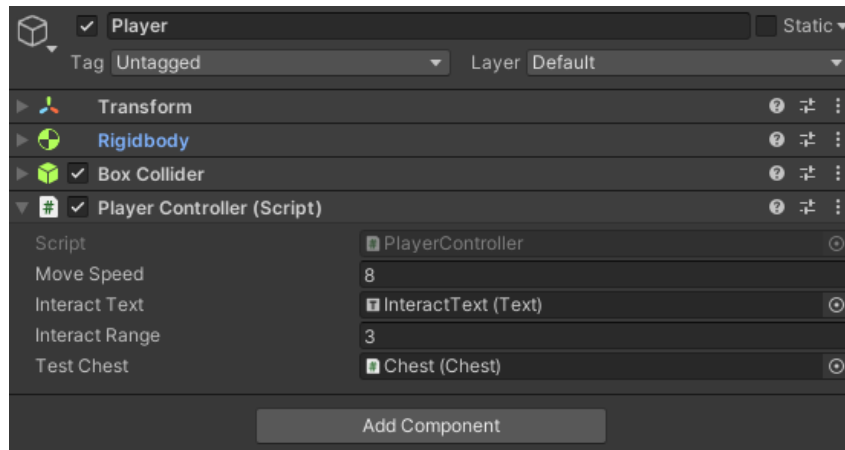 Player Static
Tag Untagged Layer Default
Transform
Rigidbody
Box Collider
# Player Controller (Script)
Script # PlayerController
Move Speed 8
Interact Text T InteractText (Text)
Interact Range 3
Test Chest # Chest (Chest)
Add Component